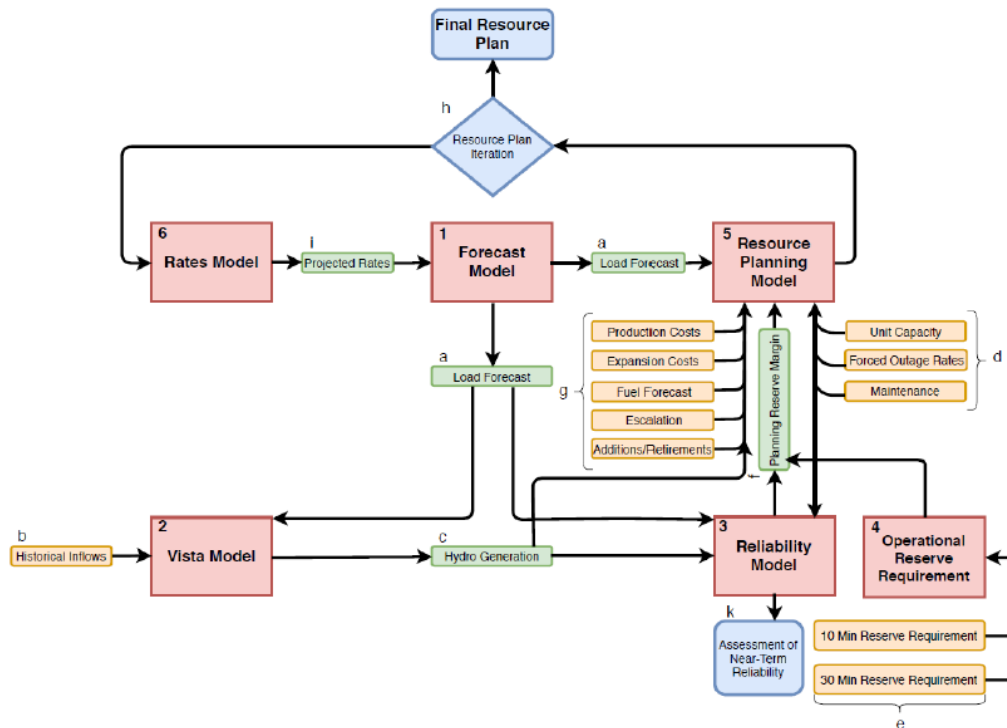 Final Resource
Plan
h
Resource Plan
Iteration
6
Rates Model
i
Projected Rates
1
Forecast
Model
a
Load Forecast
5
Resource
Planning
Model
a
Load Forecast
g
Production Costs
Expansion Costs
Fuel Forecast
Escalation
Additions/Retirements
Planning Reserve Margin
f
Unit Capacity
Forced Outage Rates
Maintenance
d
b
Historical Inflows
2
Vista Model
c
Hydro Generation
3
Reliability
Model
4
Operational
Reserve
Requirement
k
Assessment of
Near-Term
Reliability
10 Min Reserve Requirement
30 Min Reserve Requirement
e